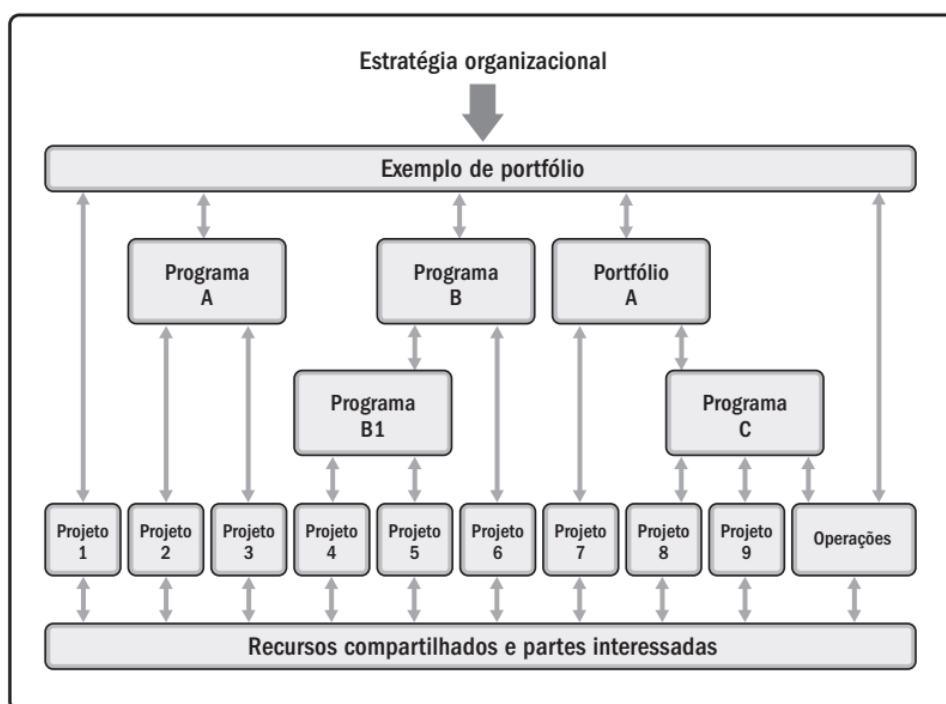 Estratégia organizacional
Exemplo de portfólio
Programa
A
Programa
B
Portfólio
A
Programa
B1
Programa
C
Projeto
1
Projeto
2
Projeto
3
Projeto
4
Projeto
5
Projeto
6
Projeto
7
Projeto
8
Projeto
9
Operações
Recursos compartilhados e partes interessadas